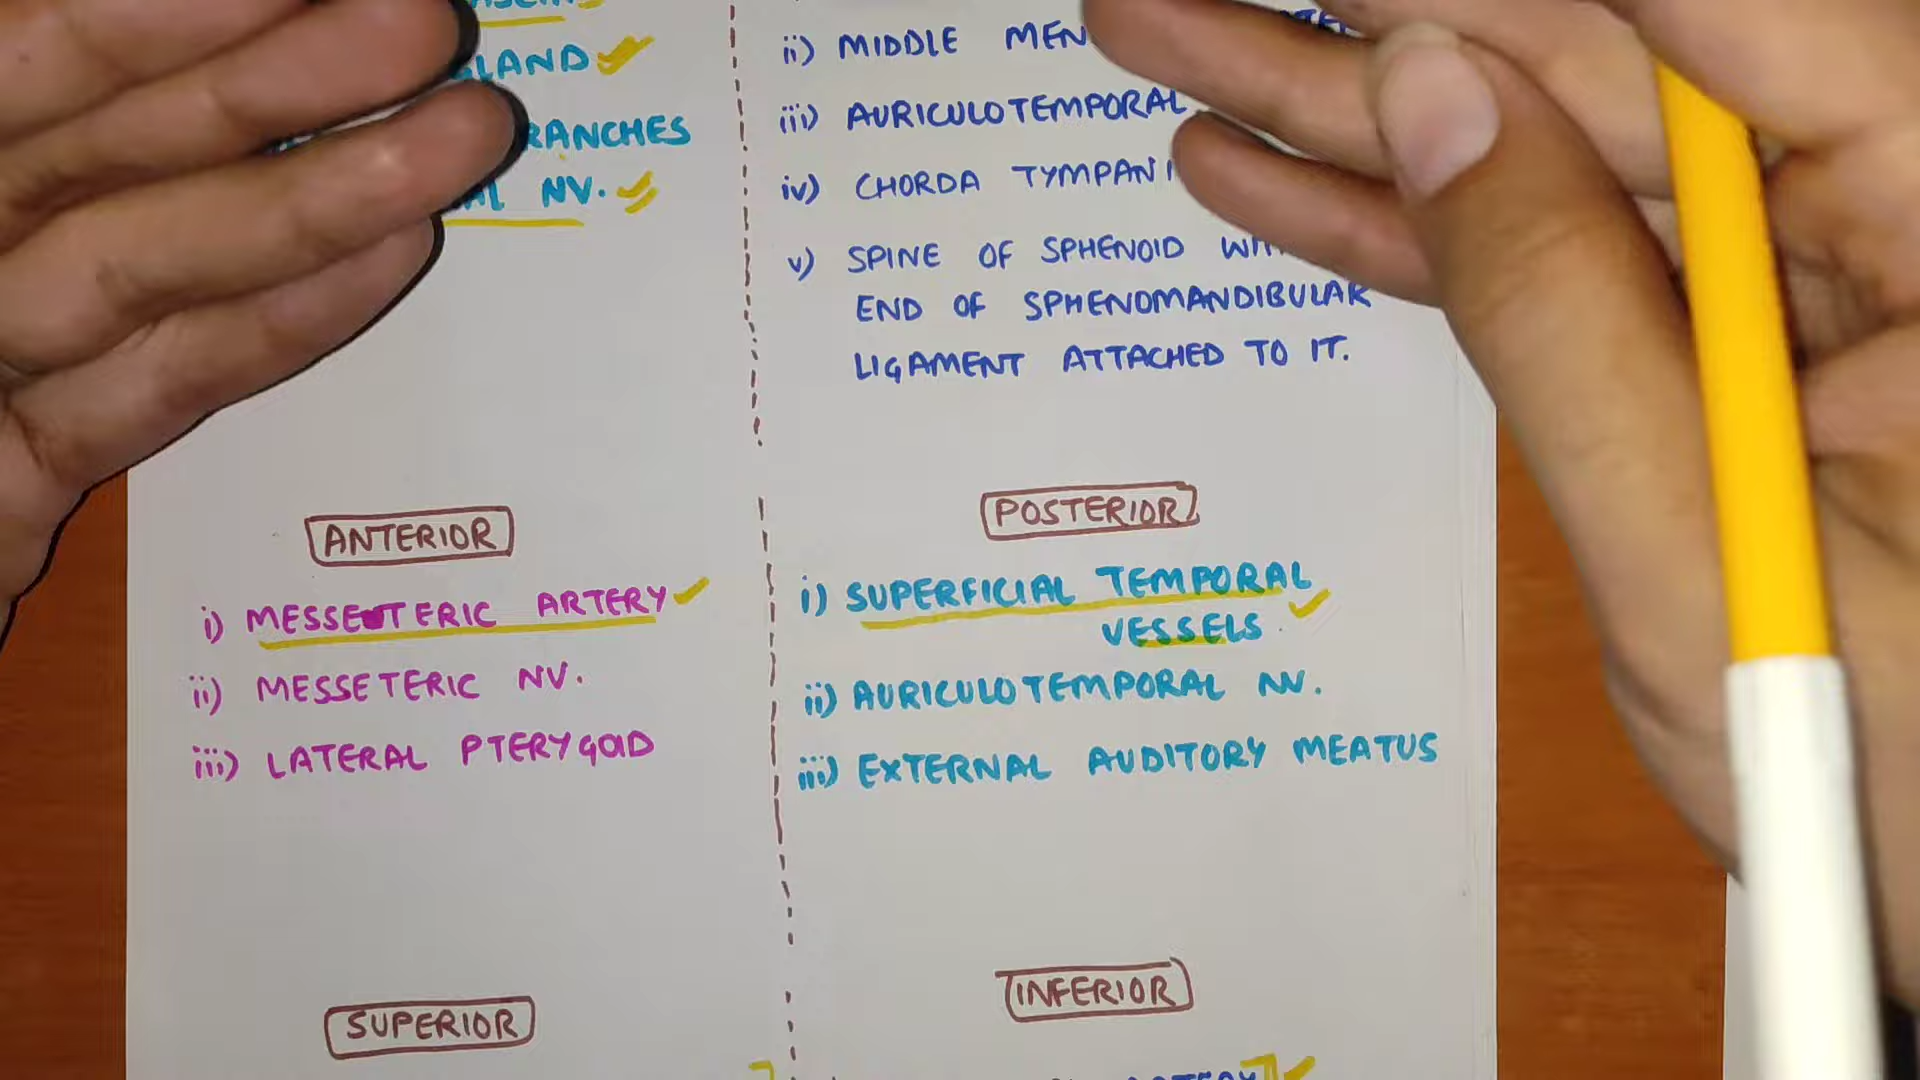 GLAND
RANCHES
NV.
ii) MIDDLE MEN
iii) AURICULOTEMPORAL
iv) CHORDA TYMPANI
v) SPINE OF SPHENOID
END OF SPHENOMANDIBULAR
LIGAMENT ATTACHED TO IT.
ANTERIOR
i) MESSETERIC ARTERY
ii) MESSETERIC NV.
iii) LATERAL PTERYGOID
POSTERIOR
i) SUPERFICIAL TEMPORAL
VESSELS
ii) AURICULOTEMPORAL NV.
iii) EXTERNAL AUDITORY MEATUS
SUPERIOR
INFERIOR